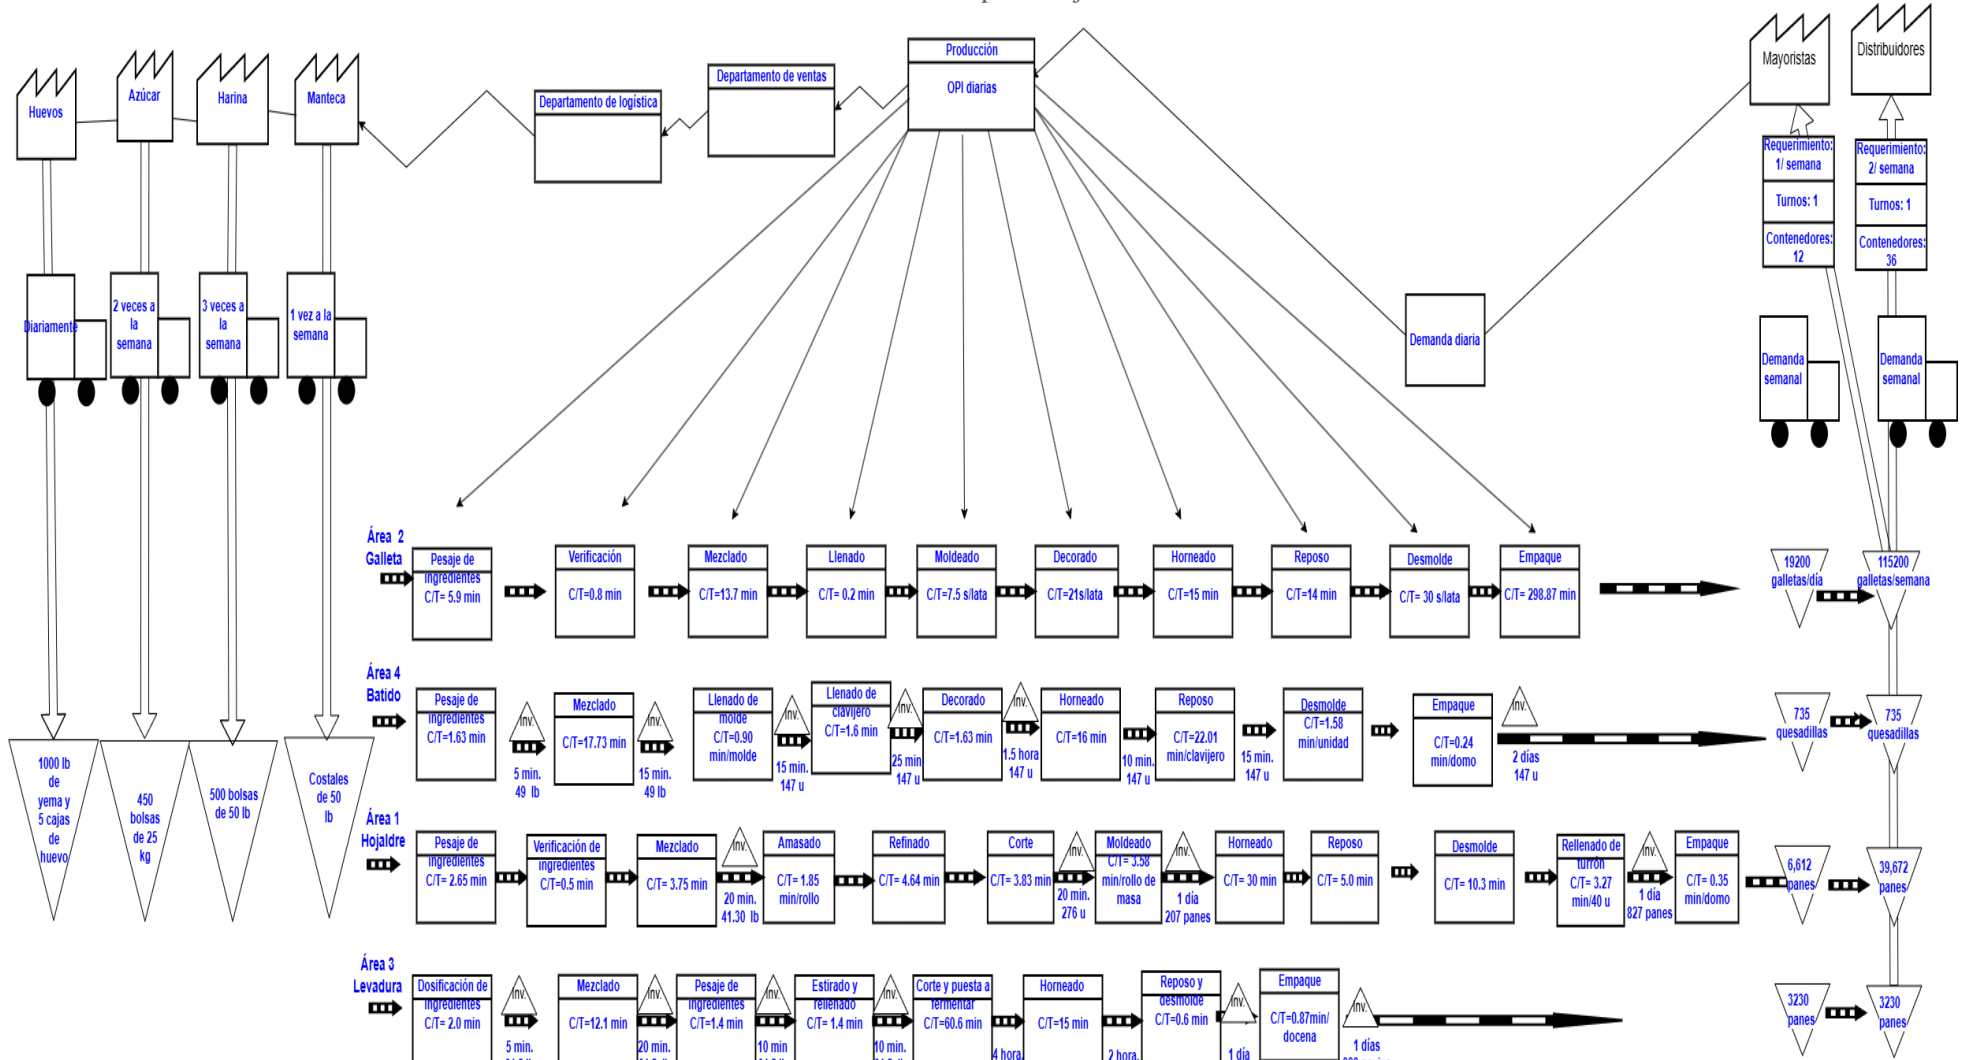 Producción
OPI diarias
Departamento de ventas
Departamento de logística
Huevos
Azúcar
Harina
Manteca
Mayoristas
Distribuidores
Requerimiento:
1/ semana
Turnos: 1
Contenedores:
12
Requerimiento:
2/ semana
Turnos: 1
Contenedores:
36
Diariamente
2 veces a
la
semana
3 veces a
la
semana
1 vez a la
semana
Demanda diaria
Demanda
semanal
Demanda
semanal
1000 lb
de
yema y
5 cajas
de
huevo
450
bolsas
de 25
kg
500 bolsas
de 50 lb
Costales
de 50
lb
Área 2
Galleta
Pesaje de
ingredientes
C/T= 5.9 min
Verificación
C/T=0.8 min
Mezclado
C/T=13.7 min
Llenado
C/T= 0.2 min
Moldeado
C/T=7.5 s/lata
Decorado
C/T=21s/lata
Horneado
C/T=15 min
Reposo
C/T=14 min
Desmolde
C/T= 30 s/lata
Empaque
C/T= 298.87 min
19200
galletas/día
115200
galletas/semana
Área 4
Batido
Pesaje de
ingredientes
C/T=1.63 min
Inv.
5 min.
49 lb
Mezclado
C/T=17.73 min
Inv.
15 min.
49 lb
Llenado de
molde
C/T=0.90
min/molde
Inv.
15 min.
147 u
Llenado de
clavijero
C/T=1.6 min
Inv.
25 min
147 u
Decorado
C/T=1.63 min
Inv.
1.5 hora
147 u
Horneado
C/T=16 min
10 min.
147 u
Reposo
C/T=22.01
min/clavijero
15 min.
147 u
Desmolde
C/T=1.58
min/unidad
Empaque
C/T=0.24
min/domo
Inv.
2 días
147 u
735
quesadillas
735
quesadillas
Área 1
Hojaldre
Pesaje de
ingredientes
C/T= 2.65 min
Verificación de
ingredientes
C/T=0.5 min
Mezclado
C/T= 3.75 min
Inv.
20 min.
41.30 lb
Amasado
C/T= 1.85
min/rollo
Refinado
C/T= 4.64 min
Corte
C/T= 3.83 min
Inv.
20 min.
276 u
Moldeado
C/T= 3.58
min/rollo de
masa
Inv.
1 día
207 panes
Horneado
C/T= 30 min
Reposo
C/T= 5.0 min
Desmolde
C/T= 10.3 min
Rellenado de
turrón
C/T= 3.27
min/40 u
Inv.
1 día
827 panes
Empaque
C/T= 0.35
min/domo
6,612
panes
39,672
panes
Área 3
Levadura
Dosificación de
ingredientes
C/T= 2.0 min
Inv.
5 min.
Mezclado
C/T=12.1 min
Inv.
20 min.
Pesaje de
ingredientes
C/T=1.4 min
Inv.
10 min
Estirado y
rellenado
C/T= 1.4 min
Inv.
10 min.
Corte y puesta a
fermentar
C/T=60.6 min
4 hora.
Horneado
C/T=15 min
2 hora.
Reposo y
desmolde
C/T=0.6 min
Inv.
1 día
Empaque
C/T=0.87min/
docena
Inv.
1 días
3230
panes
3230
panes